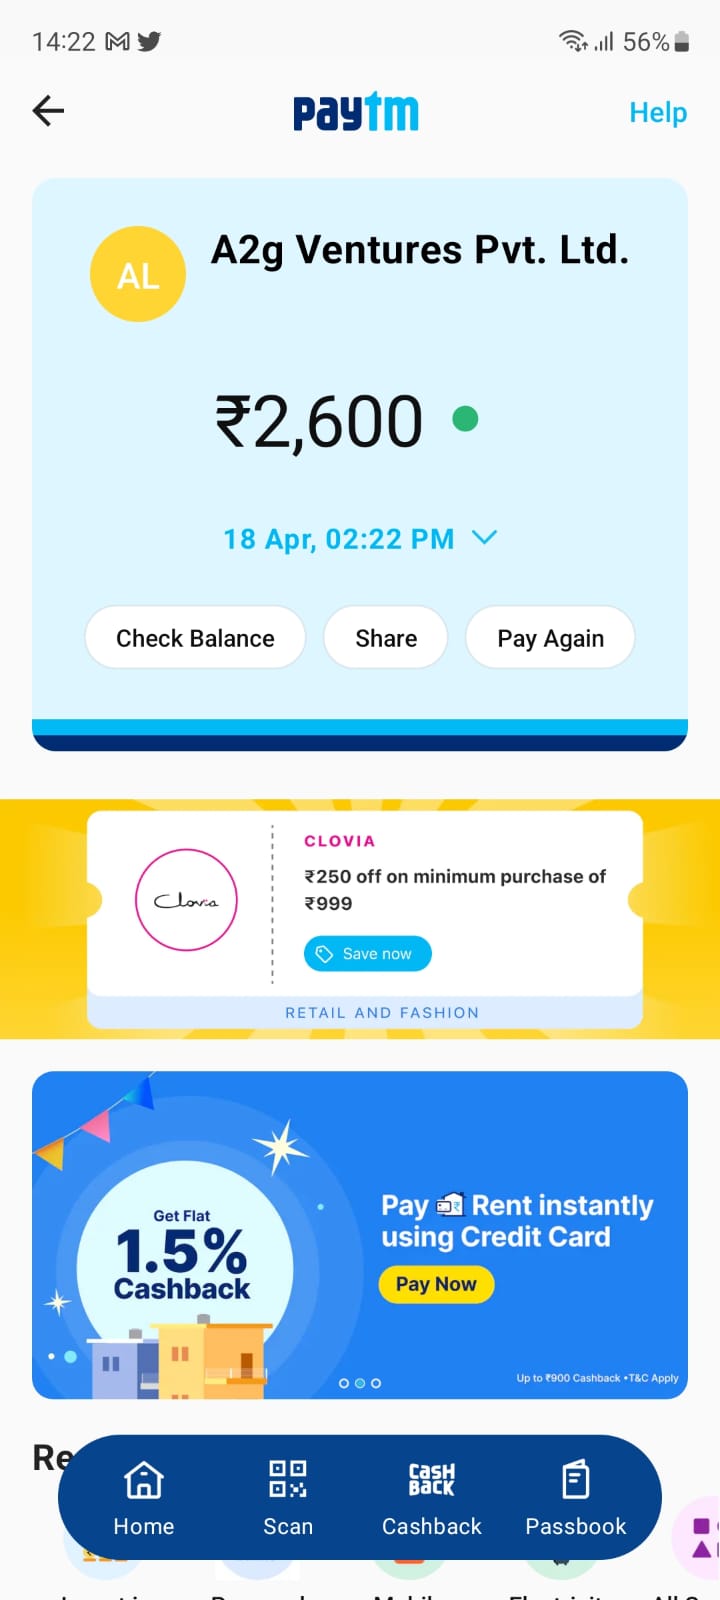 14:22
56%
paytm
Help
AL
A2g Ventures Pvt. Ltd.
₹2,600
18 Apr, 02:22 PM
Check Balance
Share
Pay Again
Clovia
CLOVIA
₹250 off on minimum purchase of
₹999
Save now
RETAIL AND FASHION
Get Flat
1.5%
Cashback
Pay Rent instantly
using Credit Card
Pay Now
Up to ₹900 Cashback •T&C Apply
CASH
BACK
Home
Scan
Cashback
Passbook